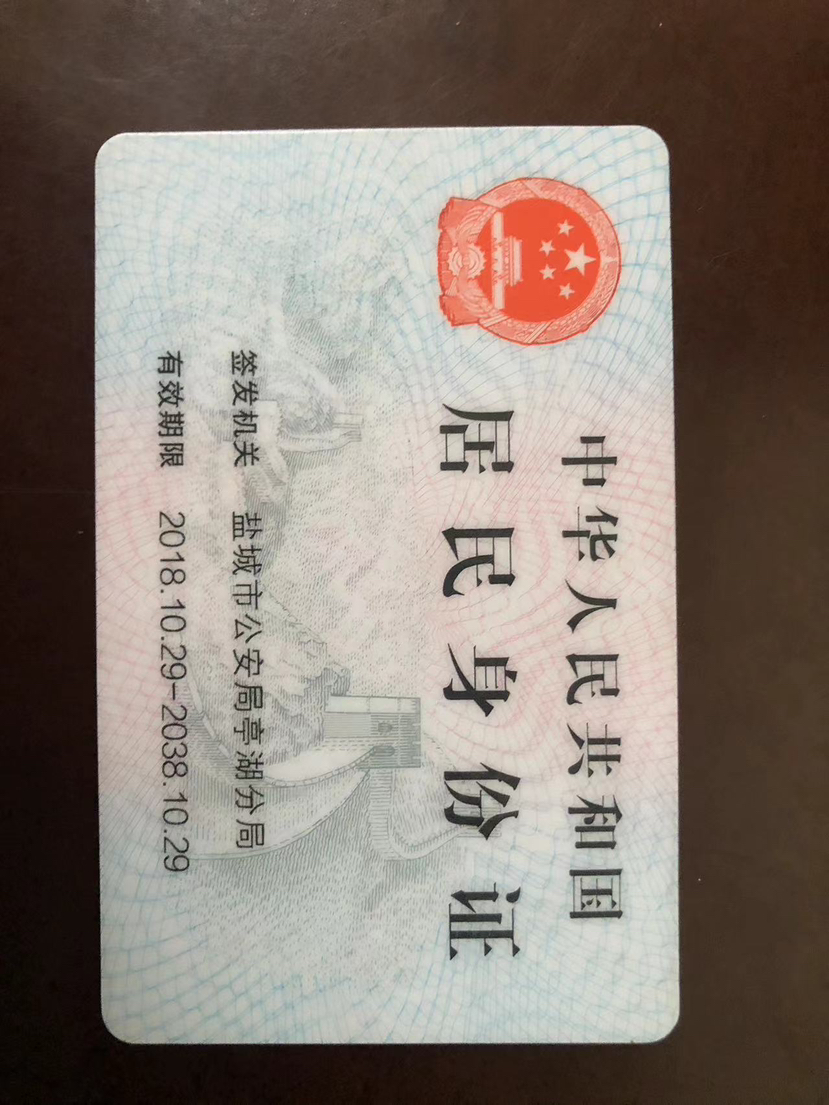 中华人民共和国
居民身份证
签发机关 盐城市公安局亭湖分局
有效期限 2018.10.29-2038.10.29